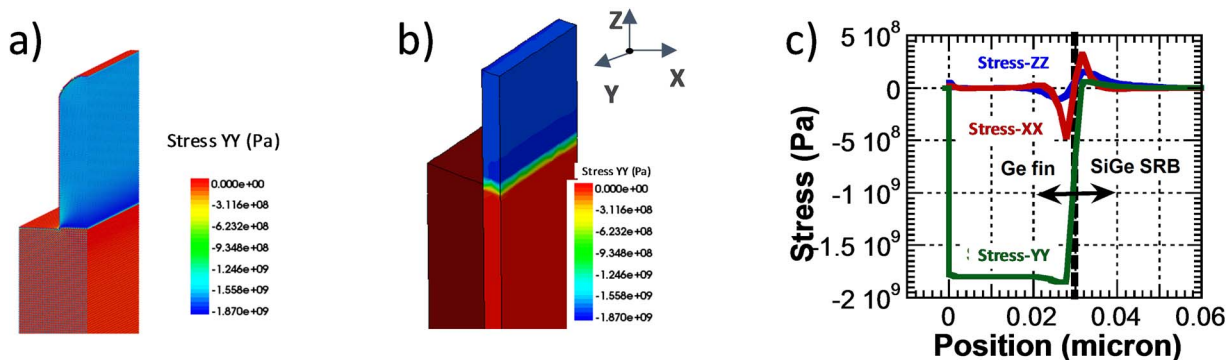 a)
Stress YY (Pa)
0.000e+00
-3.116e+08
-6.232e+08
-9.348e+08
-1.246e+09
-1.558e+09
-1.870e+09
b)
Z
X
Y
Stress YY (Pa)
0.000e+00
-3.116e+08
-6.232e+08
-9.348e+08
-1.246e+09
-1.558e+09
-1.870e+09
c)
Stress (Pa)
5 10⁸
0
-5 10⁸
-1 10⁹
-1.5 10⁹
-2 10⁹
Stress-ZZ
Stress-XX
Ge fin
SiGe SRB
Stress-YY
0
0.02
0.04
0.06
Position (micron)